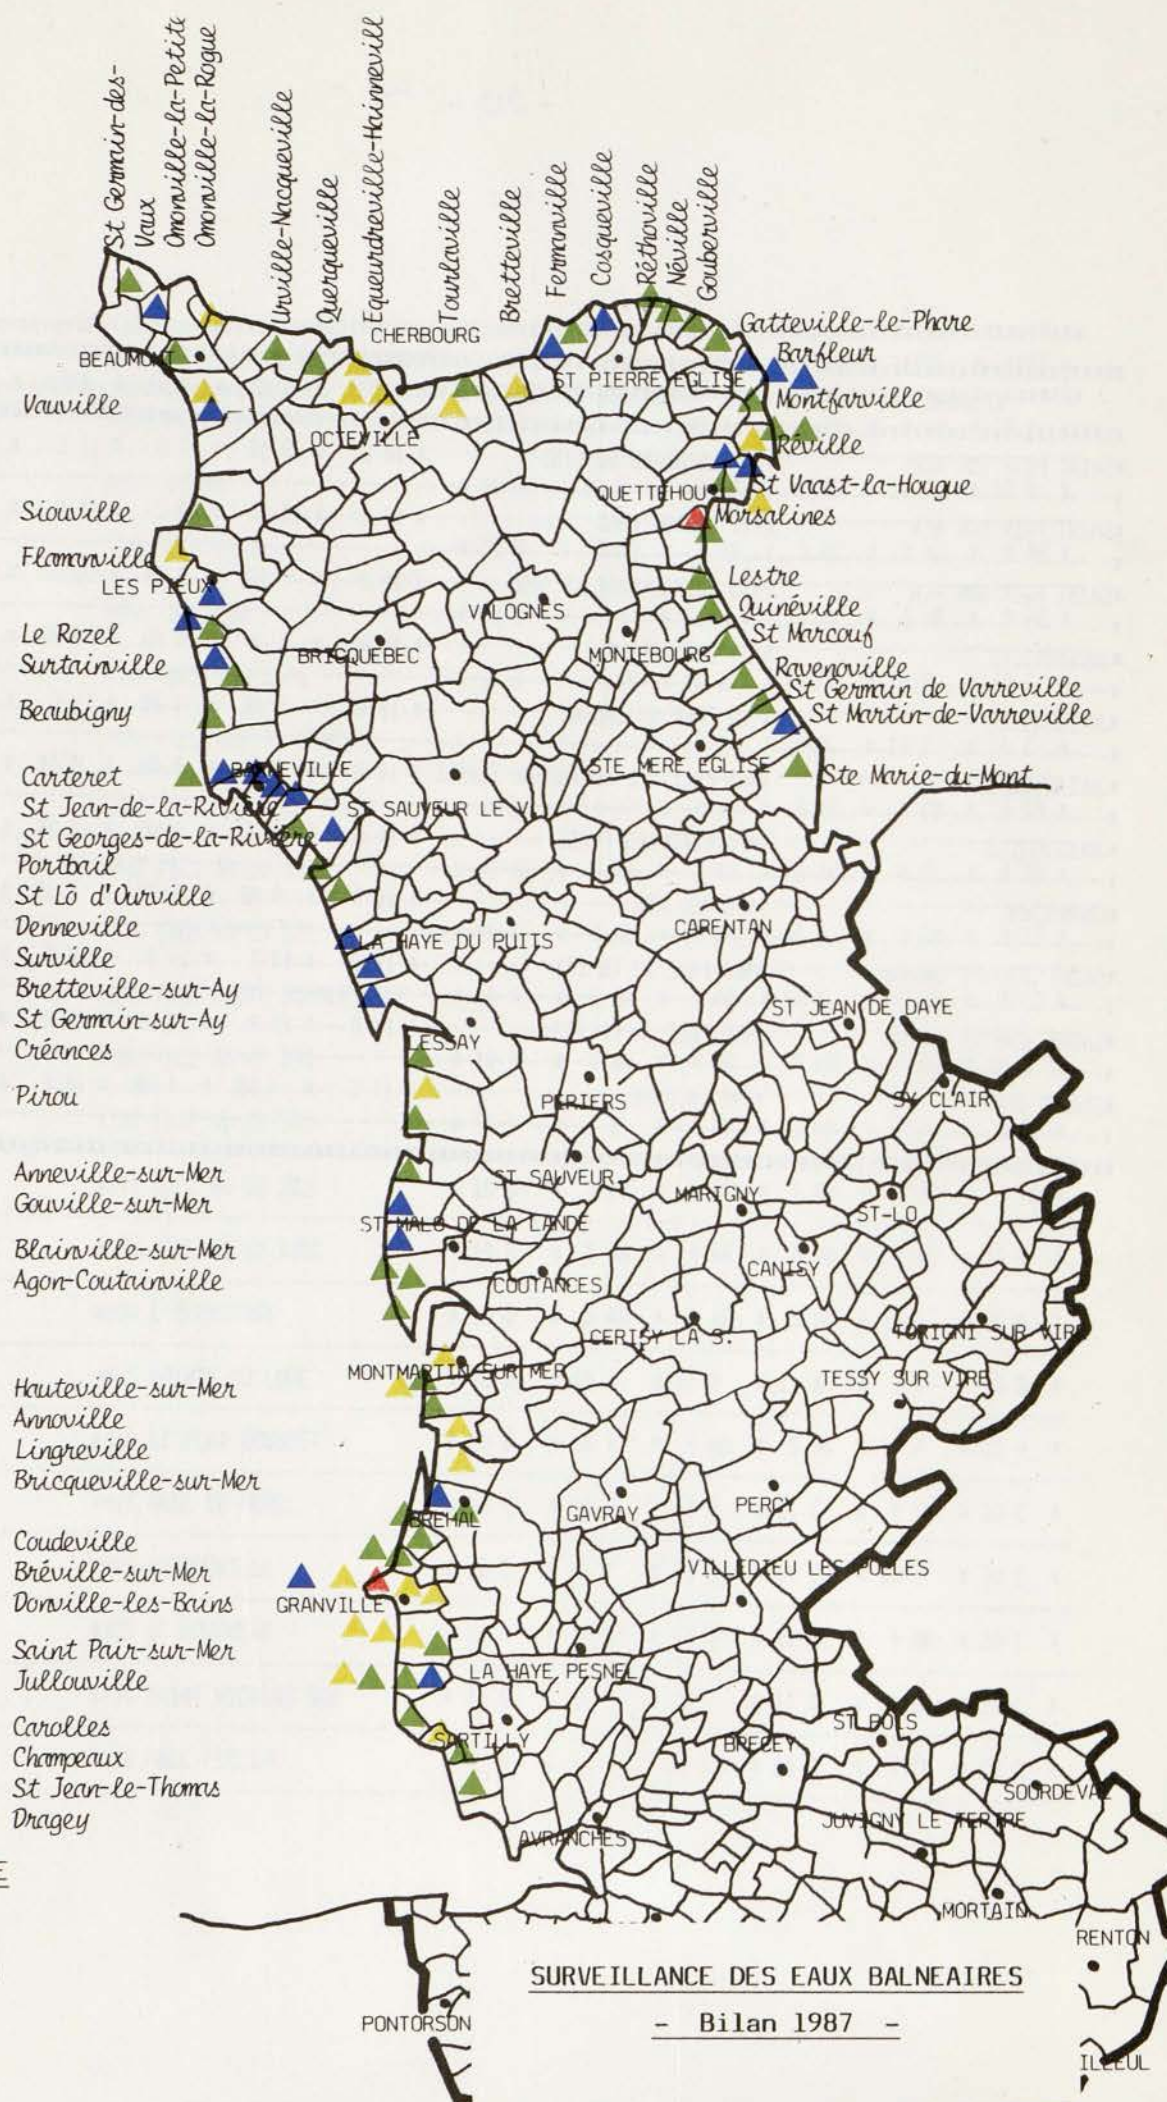 St Germain-des-
Vaux
Omonville-la-Petite
Omonville-la-Rogue
Urville-Nacqueville
Querqueville
Equeurdreville-Hainnevill
Tourlaville
Bretteville
Fermanville
Cosqueville
Réthoville
Néville
Gouberville
CHERBOURG
Gatteville-le-Phare
Barfleur
BEAUMONT
ST PIERRE EGLISE
Montfarville
Vauville
OCTEVILLE
Réville
QUETTEHOU
St Vaast-la-Hougue
Siouville
Morsalines
Flamanville
LES PIEUX
Lestre
VALOGNES
Quinéville
Le Rozel
St Marcouf
BRICQUEBEC
MONTEBOURG
Surtainville
Ravenoville
St Germain de Varreville
Beaubigny
St Martin-de-Varreville
Carteret
BARNEVILLE
STE MERE EGLISE
Ste Marie-du-Mont
St Jean-de-la-Rivière
ST SAUVEUR LE V
St Georges-de-la-Rivière
Portbail
St Lô d'Ourville
Denneville
LA HAYE DU PUITS
CARENTAN
Surville
Bretteville-sur-Ay
ST JEAN DE DAYE
St Germain-sur-Ay
Créances
LESSAY
Pirou
PERIERS
ST CLAIR
Anneville-sur-Mer
ST SAUVEUR
MARIGNY
Gouville-sur-Mer
ST MALO DE LA LANDE
ST-LO
Blainville-sur-Mer
CANISY
Agon-Coutainville
COUTANCES
CERISY LA S.
TORIGNI SUR VIRE
MONTMARTIN SUR MER
TESSY SUR VIRE
Hauteville-sur-Mer
Annoville
Lingreville
Bricqueville-sur-Mer
BREHAL
GAVRAY
PERCY
Coudeville
Bréville-sur-Mer
VILLEDIEU LES POELES
Donville-les-Bains
GRANVILLE
Saint Pair-sur-Mer
Jullouville
LA HAYE PESNEL
Carolles
SARTILLY
BRECEY
ST POIS
Champeaux
St Jean-le-Thomas
SOURDEVAL
Dragey
AVRANCHES
JUVIGNY LE TERTRE
E
MORTAIN
RENTON
SURVEILLANCE DES EAUX BALNEAIRES
- Bilan 1987 -
PONTORSON
ILLEUL